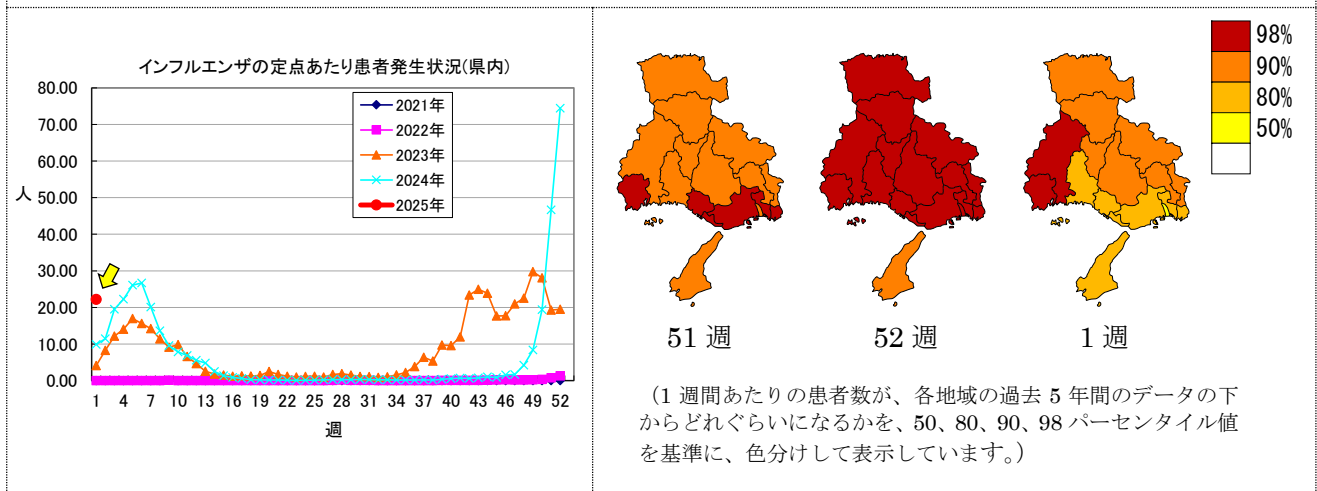 インフルエンザの定点あたり患者発生状況(県内)
80.00
70.00
60.00
50.00
40.00
30.00
20.00
10.00
0.00
人
2021年
2022年
2023年
2024年
2025年
1 4 7 10 13 16 19 22 25 28 31 34 37 40 43 46 49 52
週
98%
90%
80%
50%
51 週 52 週 1 週
（1 週間あたりの患者数が、各地域の過去 5 年間のデータの下
からどれぐらいになるかを、50、80、90、98 パーセンタイル値
を基準に、色分けして表示しています。）